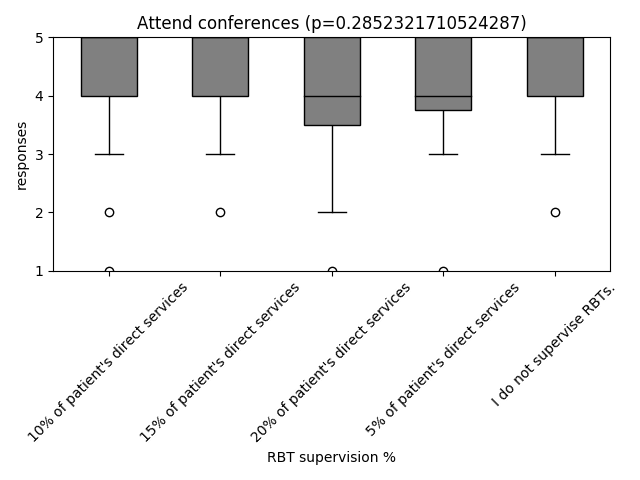 Attend conferences (p=0.2852321710524287)
responses
5
4
3
2
1
10% of patient's direct services
15% of patient's direct services
20% of patient's direct services
5% of patient's direct services
I do not supervise RBTs.
RBT supervision %